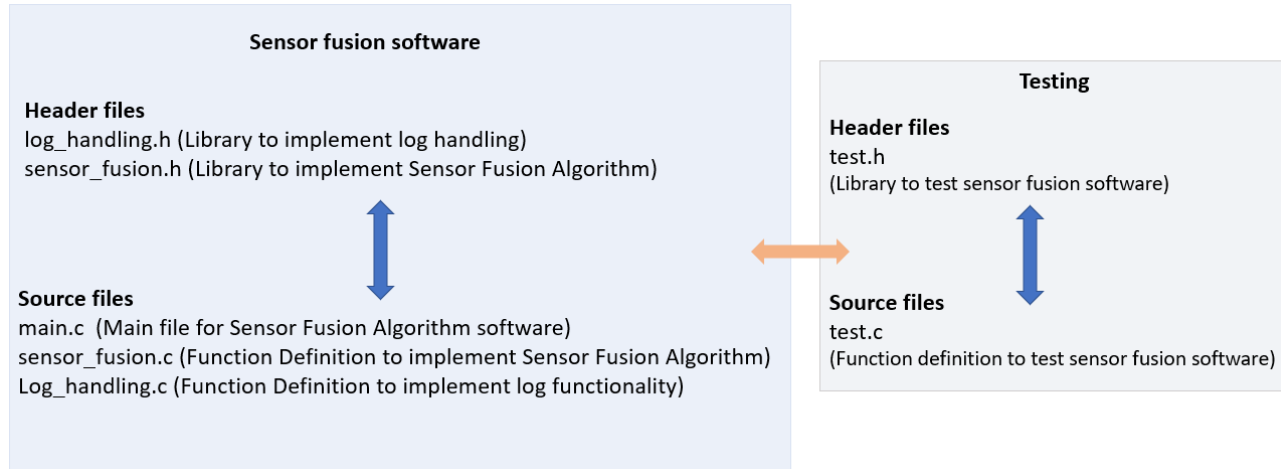 Sensor fusion software
Header files
log_handling.h (Library to implement log handling)
sensor_fusion.h (Library to implement Sensor Fusion Algorithm)
Source files
main.c  (Main file for Sensor Fusion Algorithm software)
sensor_fusion.c (Function Definition to implement Sensor Fusion Algorithm)
Log_handling.c (Function Definition to implement log functionality)
Testing
Header files
test.h
(Library to test sensor fusion software)
Source files
test.c
(Function definition to test sensor fusion software)